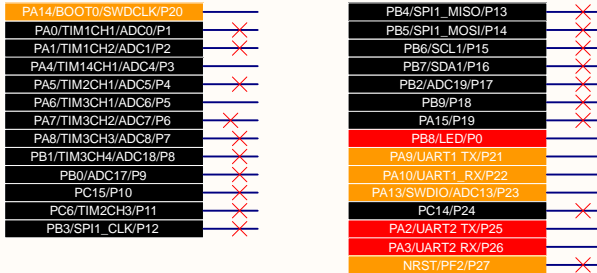 PA14/BOOT0/SWDCLK/P20
PA0/TIM1CH1/ADC0/P1
PA1/TIM1CH2/ADC1/P2
PA4/TIM14CH1/ADC4/P3
PA5/TIM2CH1/ADC5/P4
PA6/TIM3CH1/ADC6/P5
PA7/TIM3CH2/ADC7/P6
PA8/TIM3CH3/ADC8/P7
PB1/TIM3CH4/ADC18/P8
PB0/ADC17/P9
PC15/P10
PC6/TIM2CH3/P11
PB3/SPI1_CLK/P12
PB4/SPI1_MISO/P13
PB5/SPI1_MOSI/P14
PB6/SCL1/P15
PB7/SDA1/P16
PB2/ADC19/P17
PB9/P18
PA15/P19
PB8/LED/P0
PA9/UART1 TX/P21
PA10/UART1_RX/P22
PA13/SWDIO/ADC13/P23
PC14/P24
PA2/UART2 TX/P25
PA3/UART2 RX/P26
NRST/PF2/P27